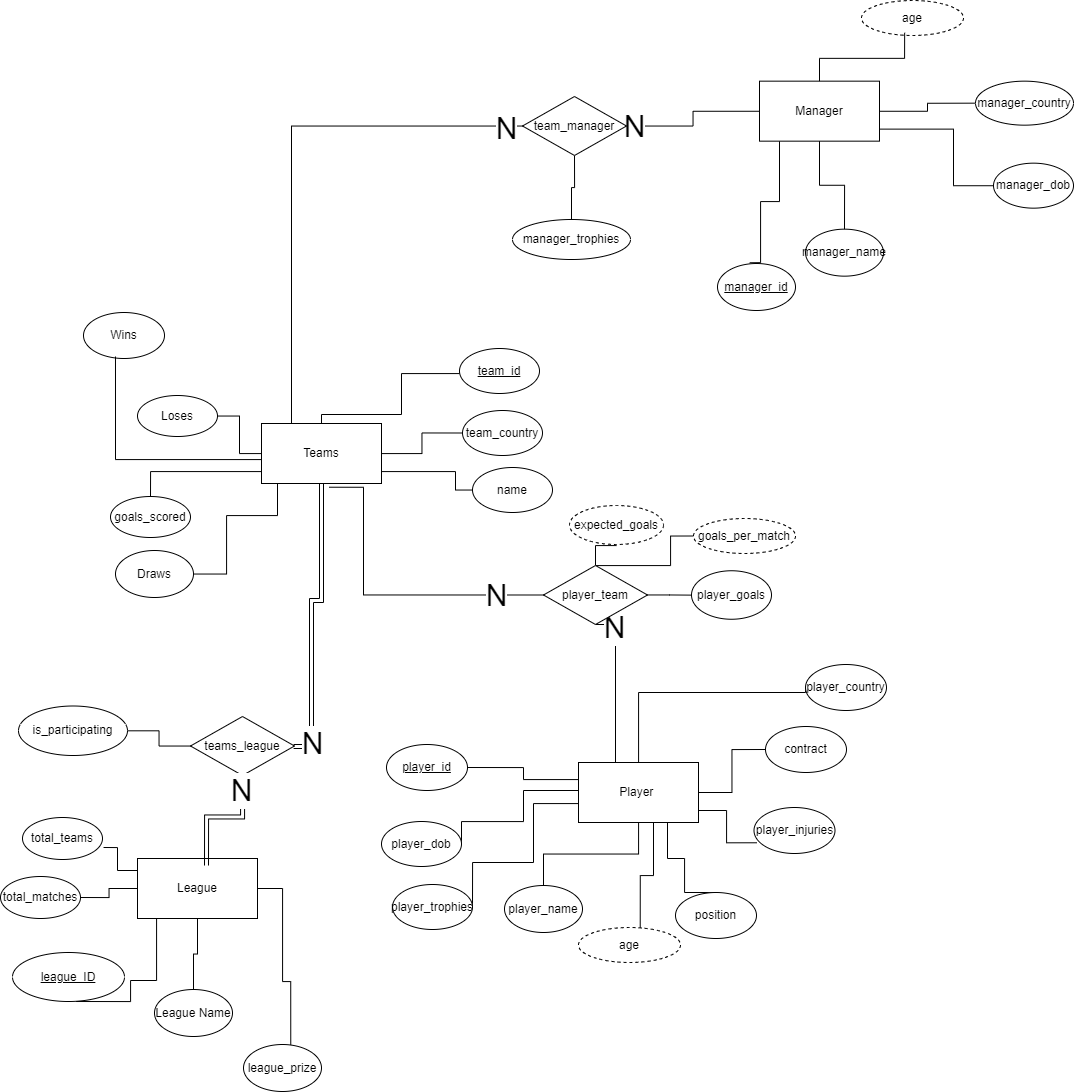 age
manager_country
Manager
N
team_manager
N
manager_dob
manager_trophies
manager_name
manager_id
Wins
team_id
Loses
team_country
Teams
name
goals_scored
expected_goals
goals_per_match
Draws
N
player_team
player_goals
N
player_country
is_participating
teams_league
N
contract
player_id
N
Player
total_teams
player_injuries
player_dob
League
total_matches
player_trophies
player_name
position
age
league_ID
League Name
league_prize